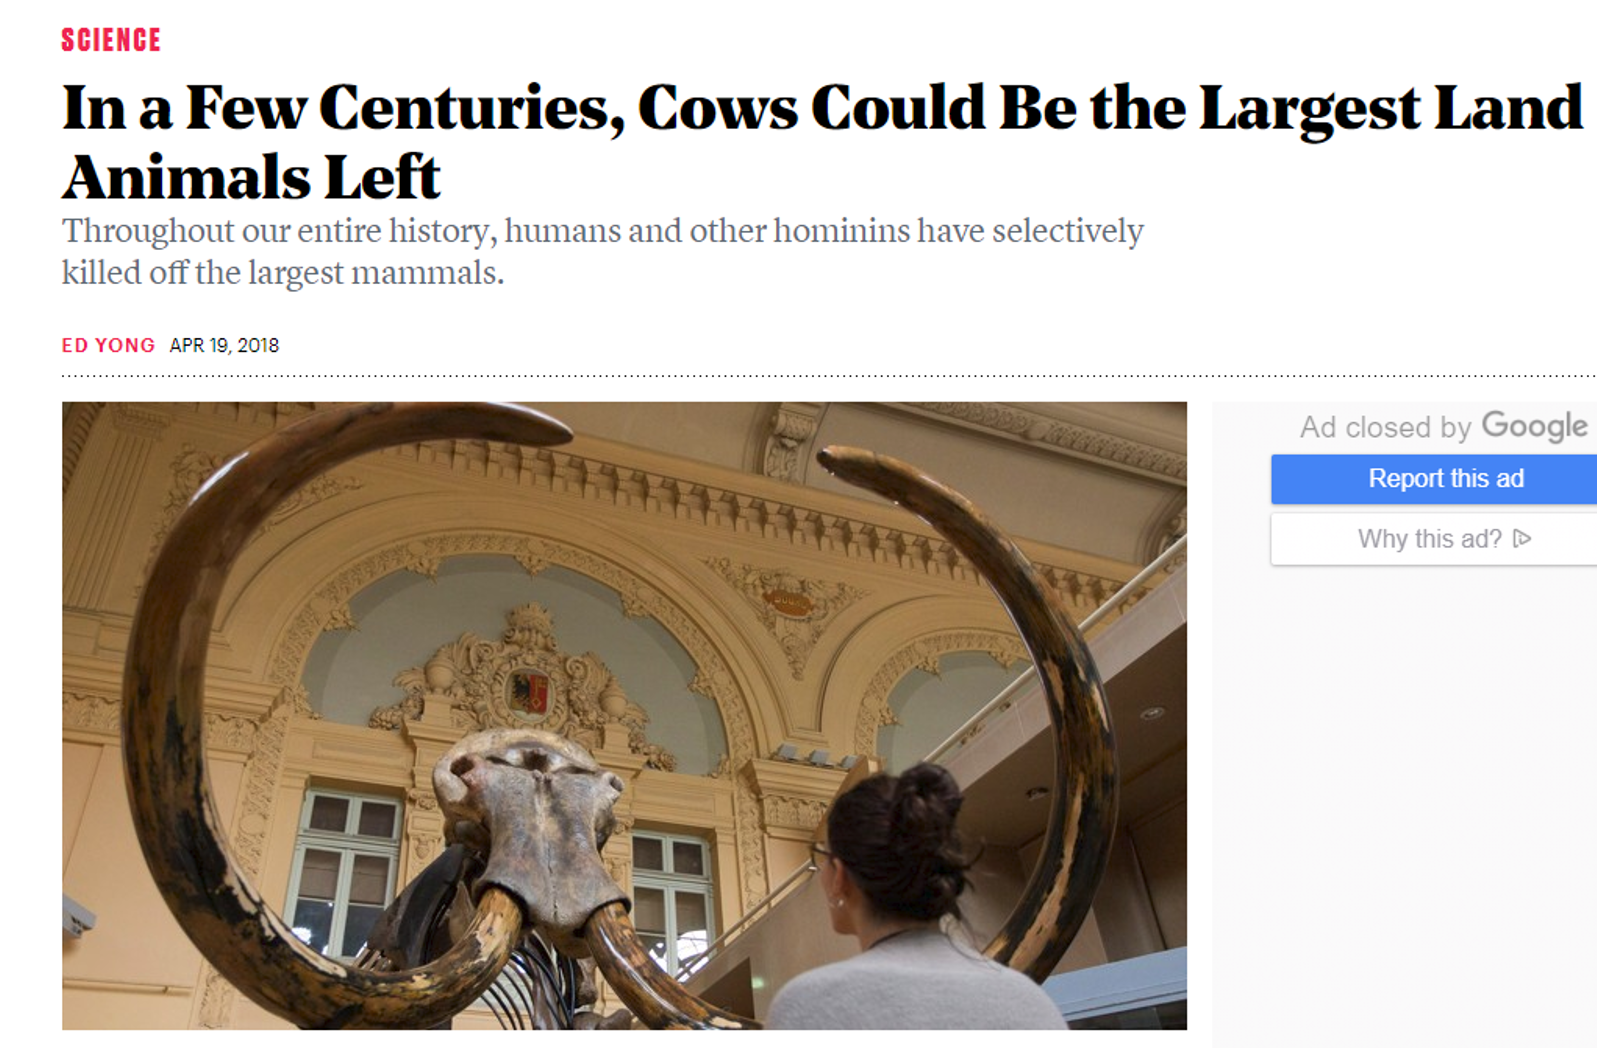 SCIENCE
In a Few Centuries, Cows Could Be the Largest Land
Animals Left
Throughout our entire history, humans and other hominins have selectively
killed off the largest mammals.
ED YONG APR 19, 2018
Ad closed by Google
Report this ad
Why this ad?